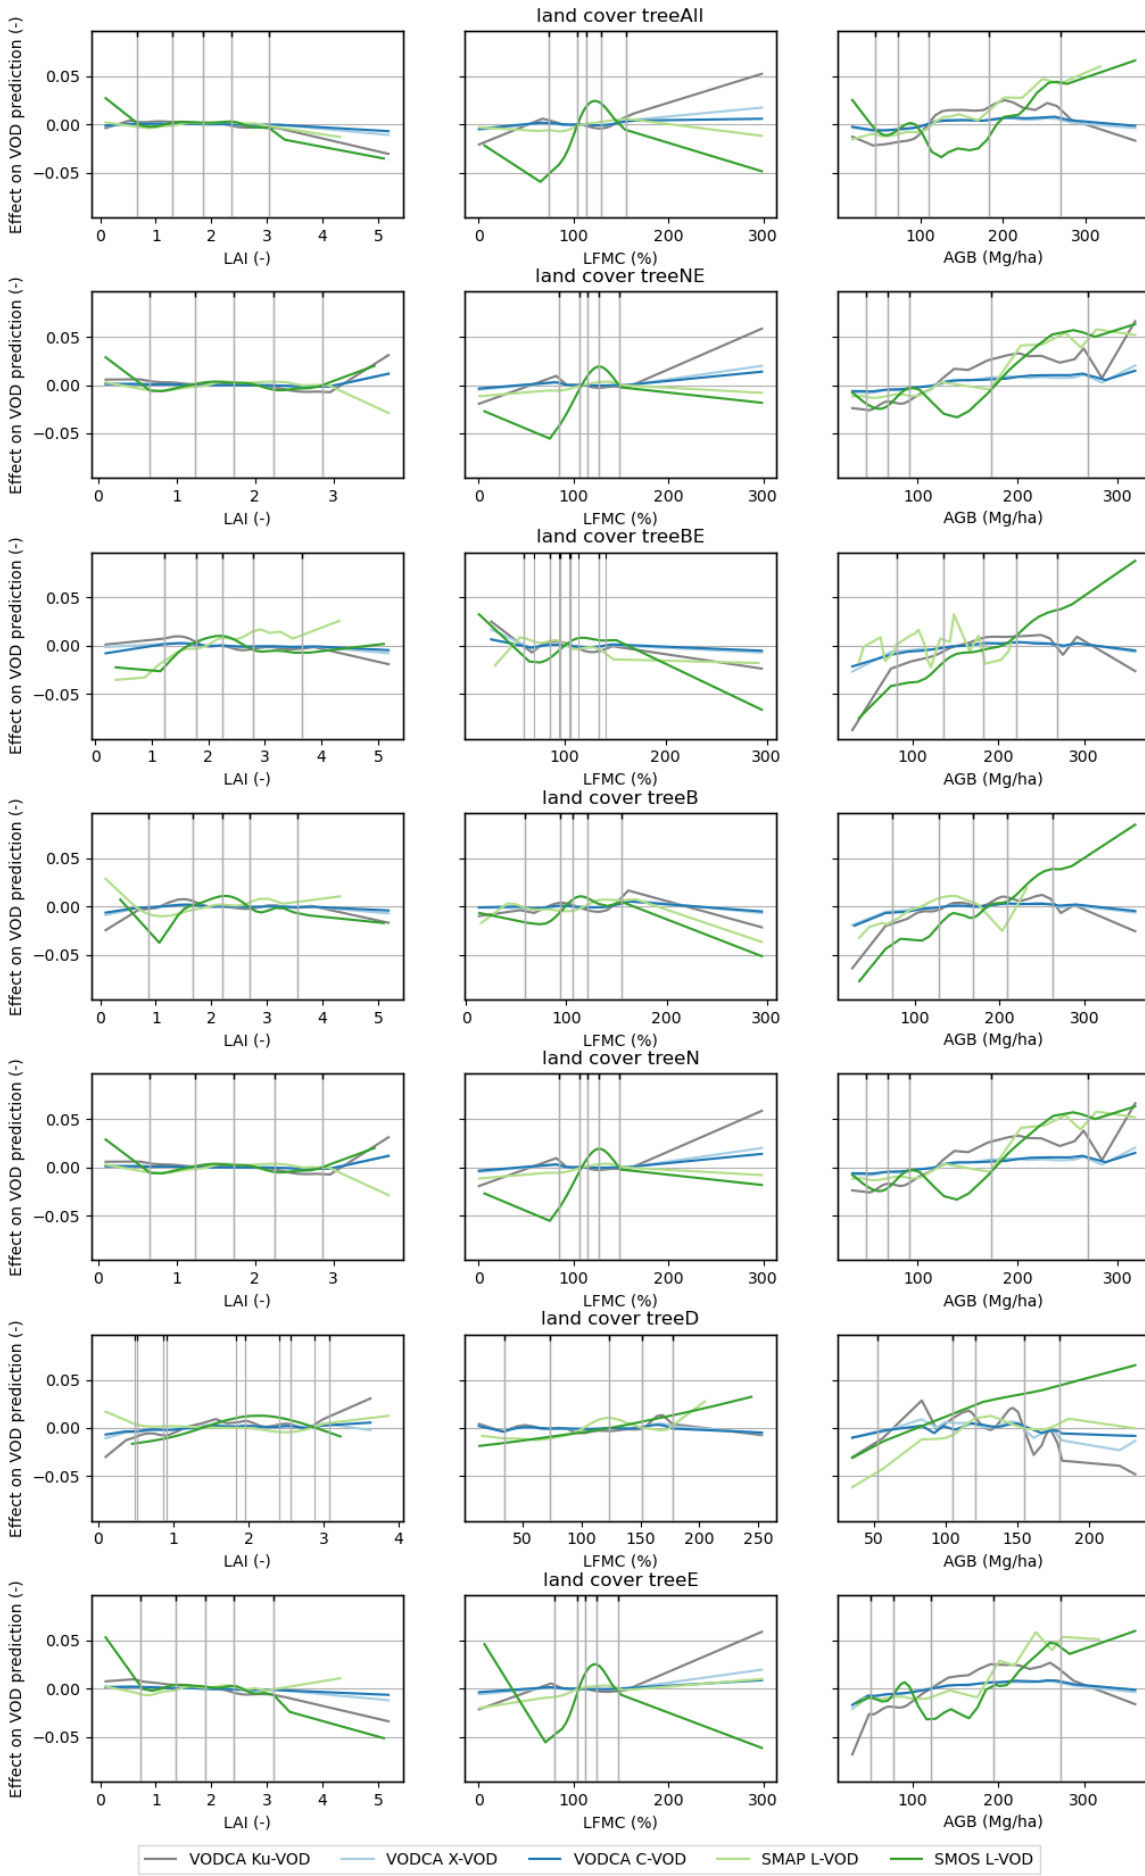 land cover treeAll
Effect on VOD prediction (-)
0.05
0.00
−0.05
0 1 2 3 4 5
0 100 200 300
100 200 300
LAI (-)
LFMC (%)
AGB (Mg/ha)
land cover treeNE
Effect on VOD prediction (-)
0.05
0.00
−0.05
0 1 2 3
0 100 200 300
100 200 300
LAI (-)
LFMC (%)
AGB (Mg/ha)
land cover treeBE
Effect on VOD prediction (-)
0.05
0.00
−0.05
0 1 2 3 4 5
100 200 300
100 200 300
LAI (-)
LFMC (%)
AGB (Mg/ha)
land cover treeB
Effect on VOD prediction (-)
0.05
0.00
−0.05
0 1 2 3 4 5
0 100 200 300
100 200 300
LAI (-)
LFMC (%)
AGB (Mg/ha)
land cover treeN
Effect on VOD prediction (-)
0.05
0.00
−0.05
0 1 2 3
0 100 200 300
100 200 300
LAI (-)
LFMC (%)
AGB (Mg/ha)
land cover treeD
Effect on VOD prediction (-)
0.05
0.00
−0.05
0 1 2 3 4
50 100 150 200 250
50 100 150 200
LAI (-)
LFMC (%)
AGB (Mg/ha)
land cover treeE
Effect on VOD prediction (-)
0.05
0.00
−0.05
0 1 2 3 4 5
0 100 200 300
100 200 300
LAI (-)
LFMC (%)
AGB (Mg/ha)
VODCA Ku-VOD VODCA X-VOD VODCA C-VOD SMAP L-VOD SMOS L-VOD